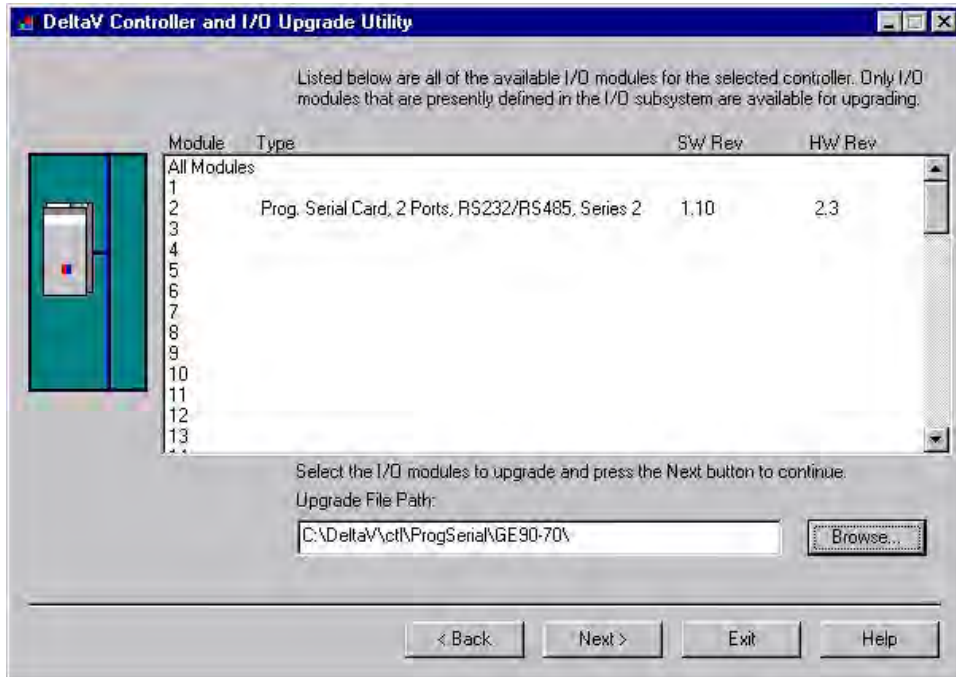 DeltaV Controller and I/O Upgrade Utility
Listed below are all of the available I/O modules for the selected controller. Only I/O
modules that are presently defined in the I/O subsystem are available for upgrading.
Module Type SW Rev HW Rev
All Modules
1
2 Prog. Serial Card, 2 Ports, RS232/RS485, Series 2 1.10 2.3
3
4
5
6
7
8
9
10
11
12
13
Select the I/O modules to upgrade and press the Next button to continue.
Upgrade File Path:
C:\DeltaV\ctl\ProgSerial\GE90-70\
Browse...
< Back Next > Exit Help